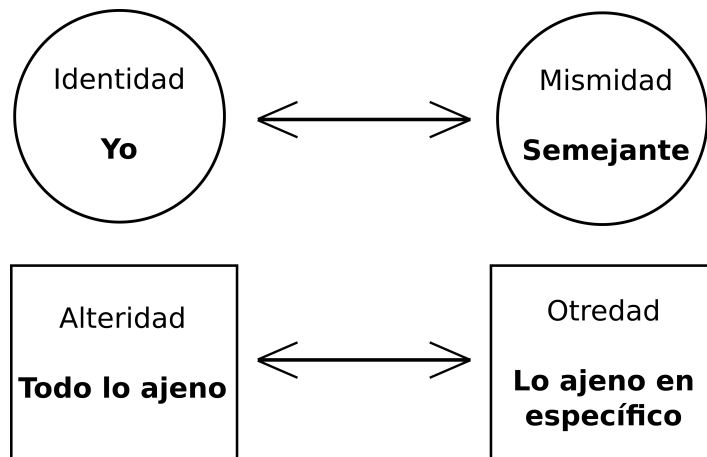 Identidad
Yo
Mismidad
Semejante
Alteridad
Todo lo ajeno
Otredad
Lo ajeno en
específico